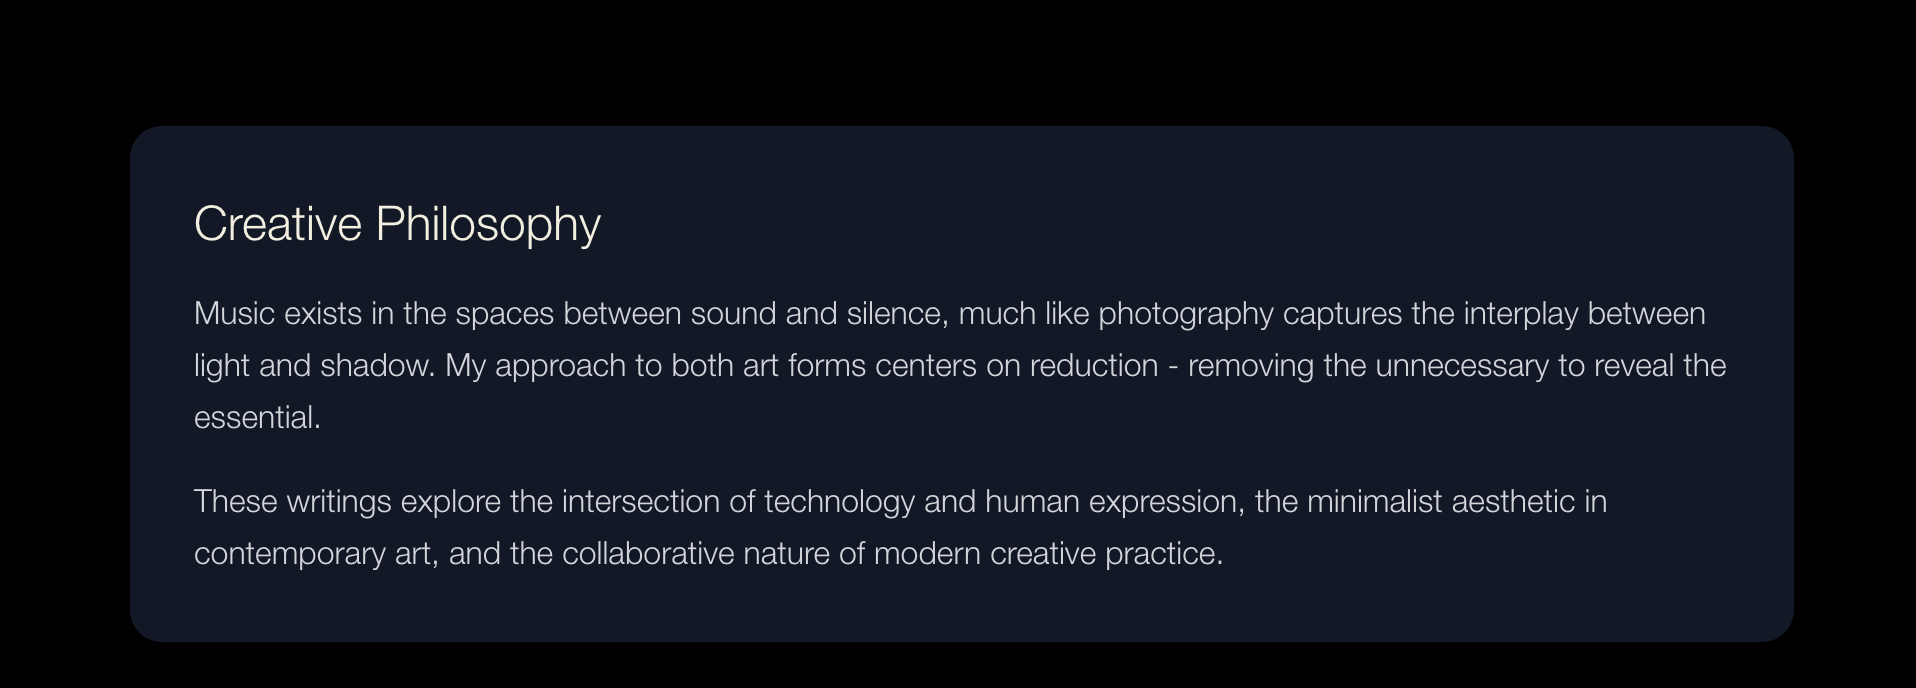 Creative Philosophy
Music exists in the spaces between sound and silence, much like photography captures the interplay between
light and shadow. My approach to both art forms centers on reduction - removing the unnecessary to reveal the
essential.
These writings explore the intersection of technology and human expression, the minimalist aesthetic in
contemporary art, and the collaborative nature of modern creative practice.